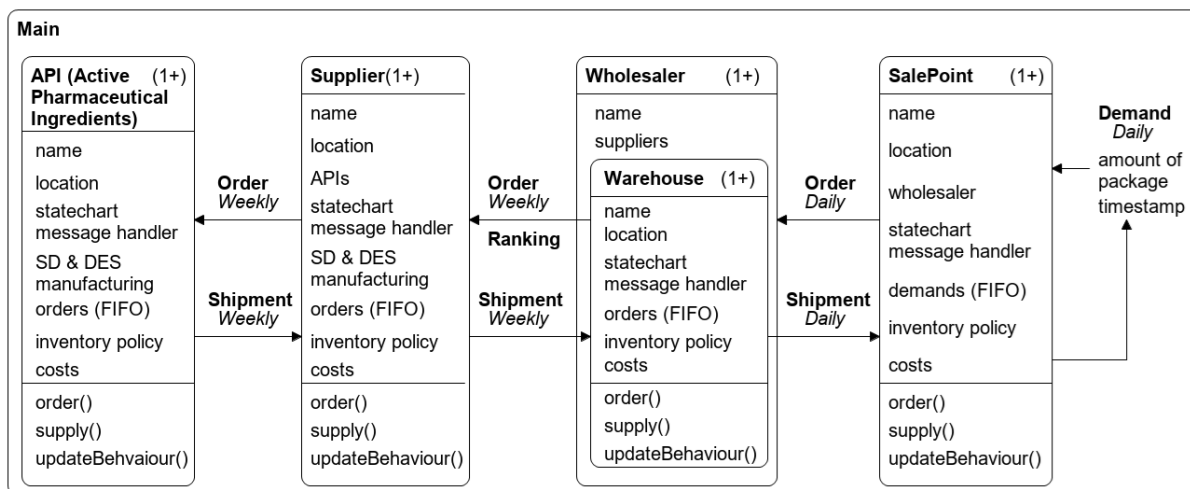 Main
API (Active (1+)
Pharmaceutical
Ingredients)
name
location
statechart
message handler
SD & DES
manufacturing
orders (FIFO)
inventory policy
costs
order()
supply()
updateBehvaiour()
Order
Weekly
Shipment
Weekly
Supplier(1+)
name
location
APIs
statechart
message handler
SD & DES
manufacturing
orders (FIFO)
inventory policy
costs
order()
supply()
updateBehaviour()
Order
Weekly
Ranking
Shipment
Weekly
Wholesaler (1+)
name
suppliers
Warehouse (1+)
name
location
statechart
message handler
orders (FIFO)
inventory policy
costs
order()
supply()
updateBehaviour()
Order
Daily
Shipment
Daily
SalePoint (1+)
name
location
wholesaler
statechart
message handler
demands (FIFO)
inventory policy
costs
order()
supply()
updateBehaviour()
Demand
Daily
amount of
package
timestamp